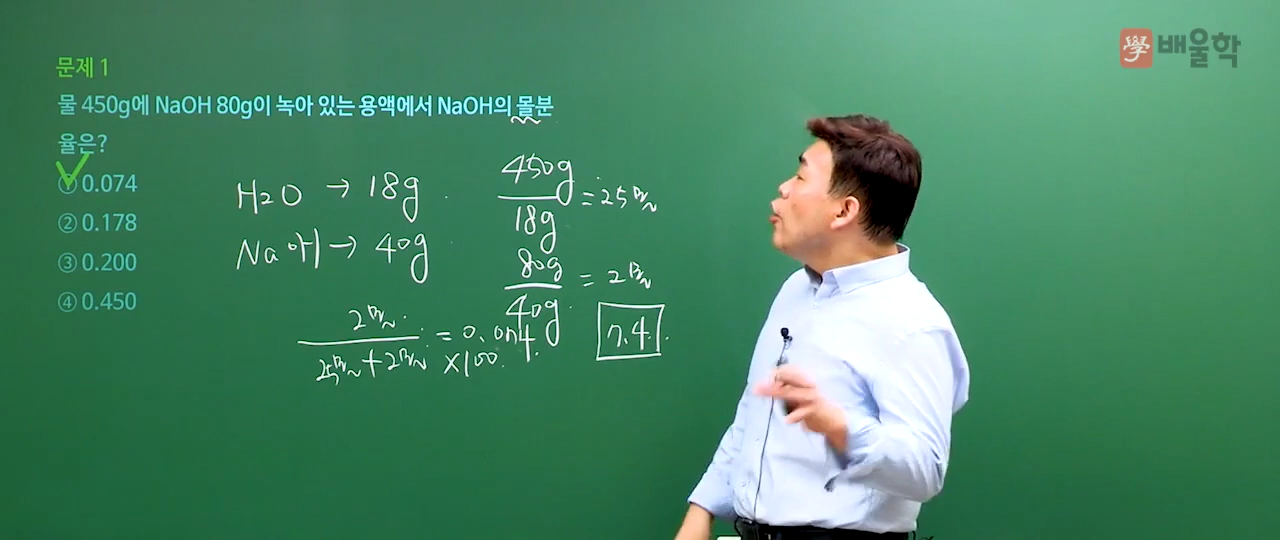 學 배울학
문제 1
물 450g에 NaOH 80g이 녹아 있는 용액에서 NaOH의 몰분
율은?
① 0.074
② 0.178
③ 0.200
④ 0.450
H₂O → 18g
NaOH → 40g
450g
18g
= 25몰
80g
40g
= 2몰
2몰
25몰 + 2몰
= 0.074
×100
7.4%